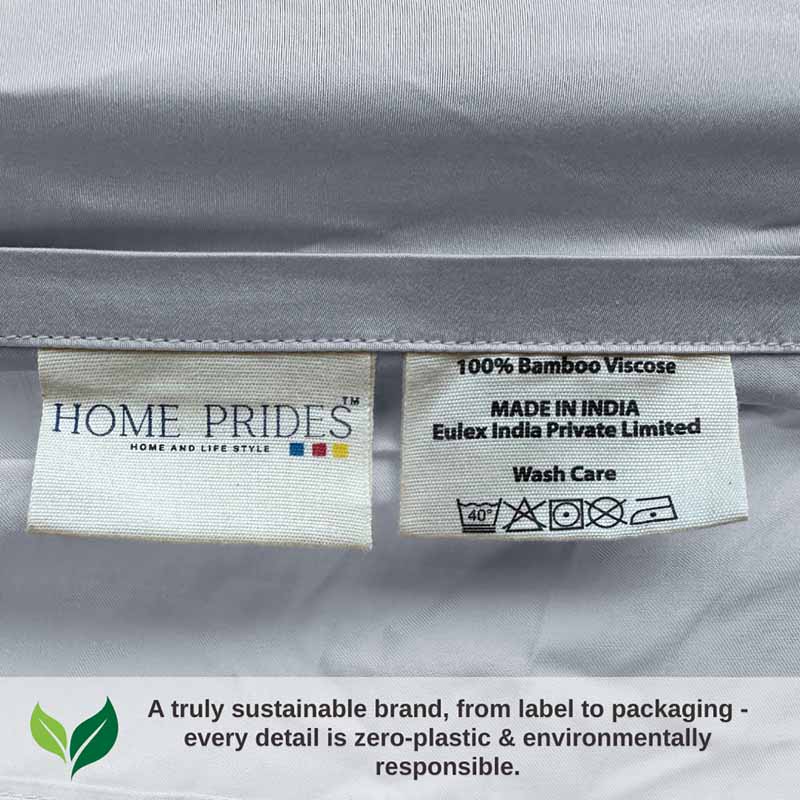 HOME PRIDES™
HOME AND LIFE STYLE
100% Bamboo Viscose
MADE IN INDIA
Eulex India Private Limited
Wash Care
40°
A truly sustainable brand, from label to packaging -
every detail is zero-plastic & environmentally
responsible.